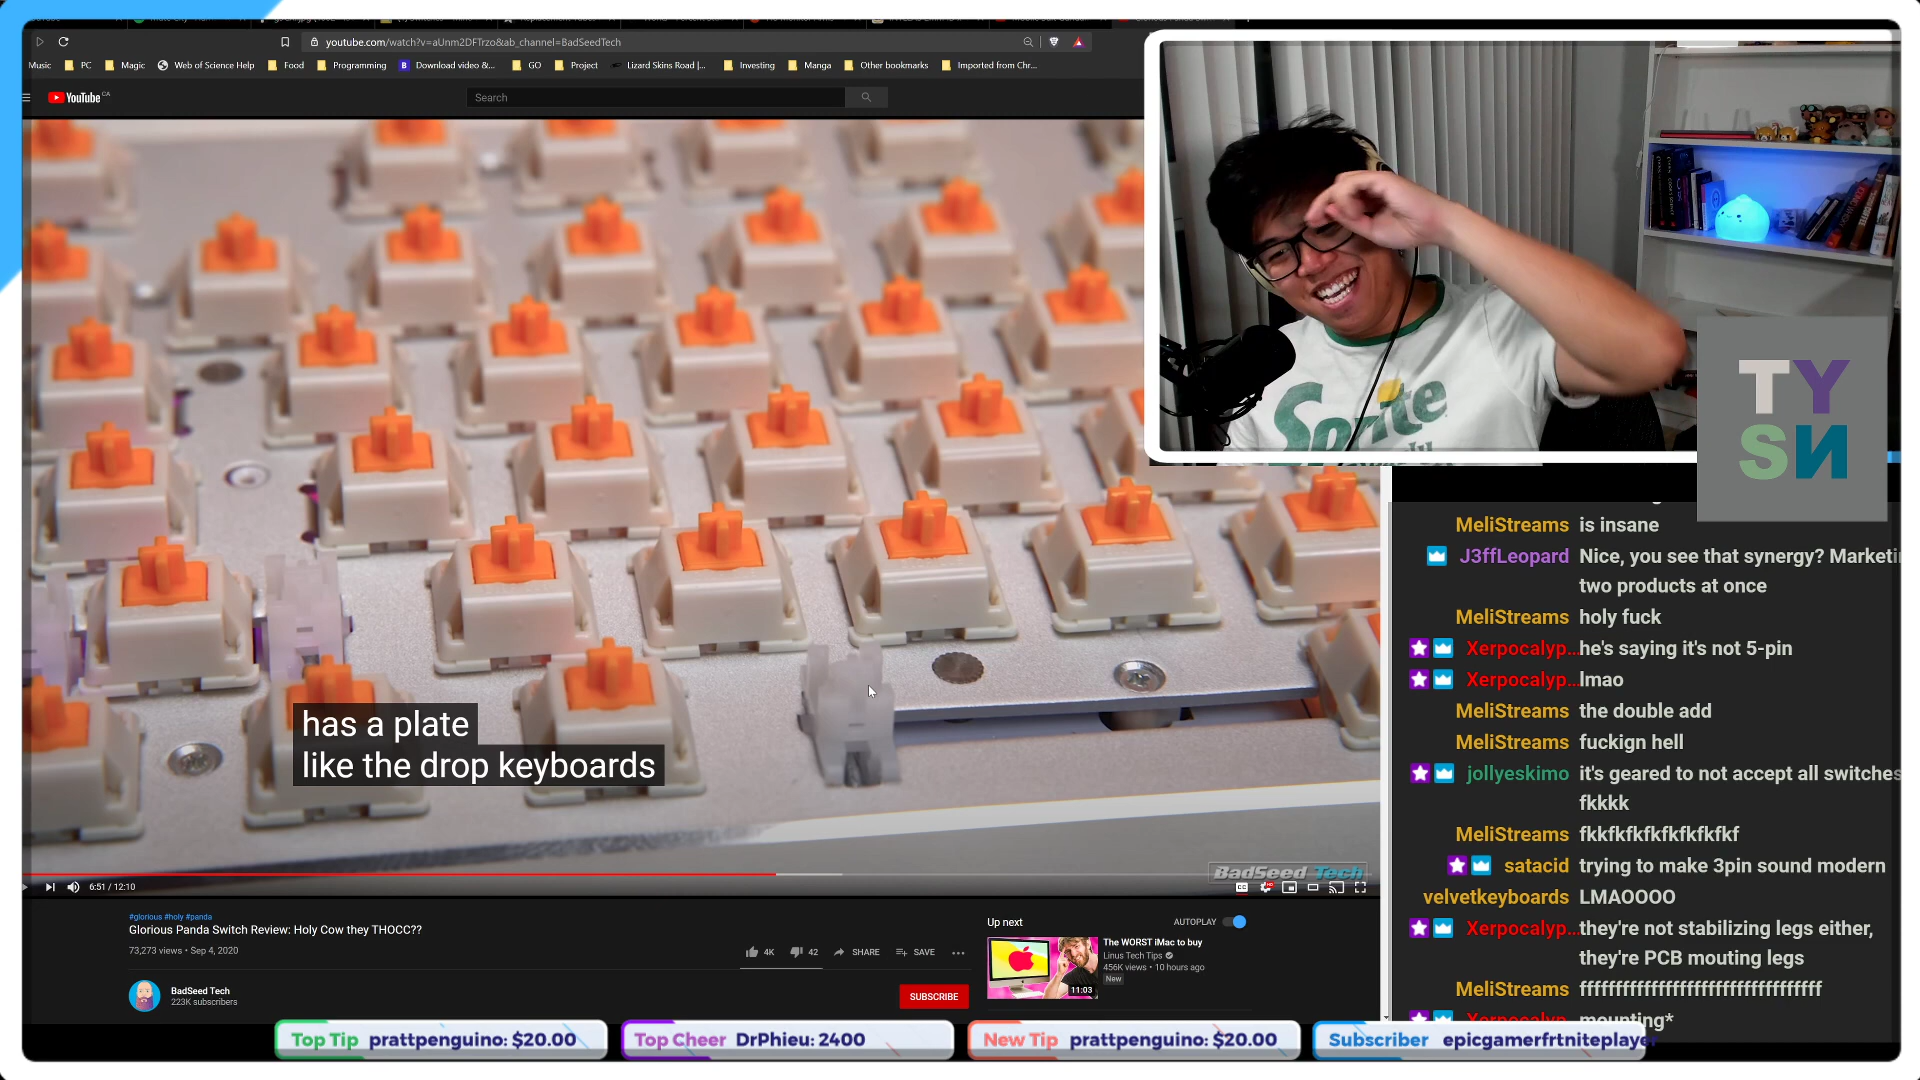 youtube.com/watch?v=aUnm2DFTrzo&ab_channel=BadSeedTech
Music PC Magic Web of Science Help Food Programming B Download video &... GO Project Lizard Skins Road |... Investing Manga Other bookmarks Imported from Chr...
YouTube CA
Search
Sprite
TY
SИ
MeliStreams is insane
J3ffLeopard Nice, you see that synergy? Marketi
two products at once
MeliStreams holy fuck
Xerpocalyp... he's saying it's not 5-pin
Xerpocalyp... lmao
MeliStreams the double add
MeliStreams fuckign hell
jollyeskimo it's geared to not accept all switches
fkkkk
MeliStreams fkkfkfkfkfkfkfkfkf
satacid trying to make 3pin sound modern
velvetkeyboards LMAOOOO
Xerpocalyp... they're not stabilizing legs either,
they're PCB mouting legs
MeliStreams ffffffffffffffffffffffffffffffffff
Xerpocalyp... mounting*
has a plate
like the drop keyboards
BadSeed Tech
6:51 / 12:10
CC
HD
#glorious #holy #panda
Glorious Panda Switch Review: Holy Cow they THOCC??
73,273 views • Sep 4, 2020
4K 42 SHARE SAVE ...
BadSeed Tech
223K subscribers
SUBSCRIBE
Up next AUTOPLAY
The WORST iMac to buy
Linus Tech Tips
456K views • 10 hours ago
New
11:03
Top Tip prattpenguino: $20.00
Top Cheer DrPhieu: 2400
New Tip prattpenguino: $20.00
Subscriber epicgamerfrtniteplayer